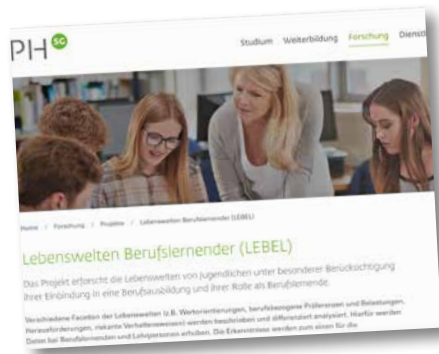 PH SG
Studium Weiterbildung Forschung Dienstl
Home / Forschung / Projekte / Lebenswelten Berufslernender (LEBEL)
Lebenswelten Berufslernender (LEBEL)
Das Projekt erforscht die Lebenswelten von Jugendlichen unter besonderer Berücksichtigung
ihrer Einbindung in eine Berufsausbildung und ihrer Rolle als Berufslernende.
Verschiedene Facetten der Lebenswelten (z.B. Wertorientierungen, berufsbezogene Präferenzen und Belastungen,
Herausforderungen, riskante Verhaltensweisen) werden beschrieben und differenziert analysiert. Hierfür werden
Daten bei Berufslernenden und Lehrpersonen erhoben. Die Erkenntnisse werden zum einen für die